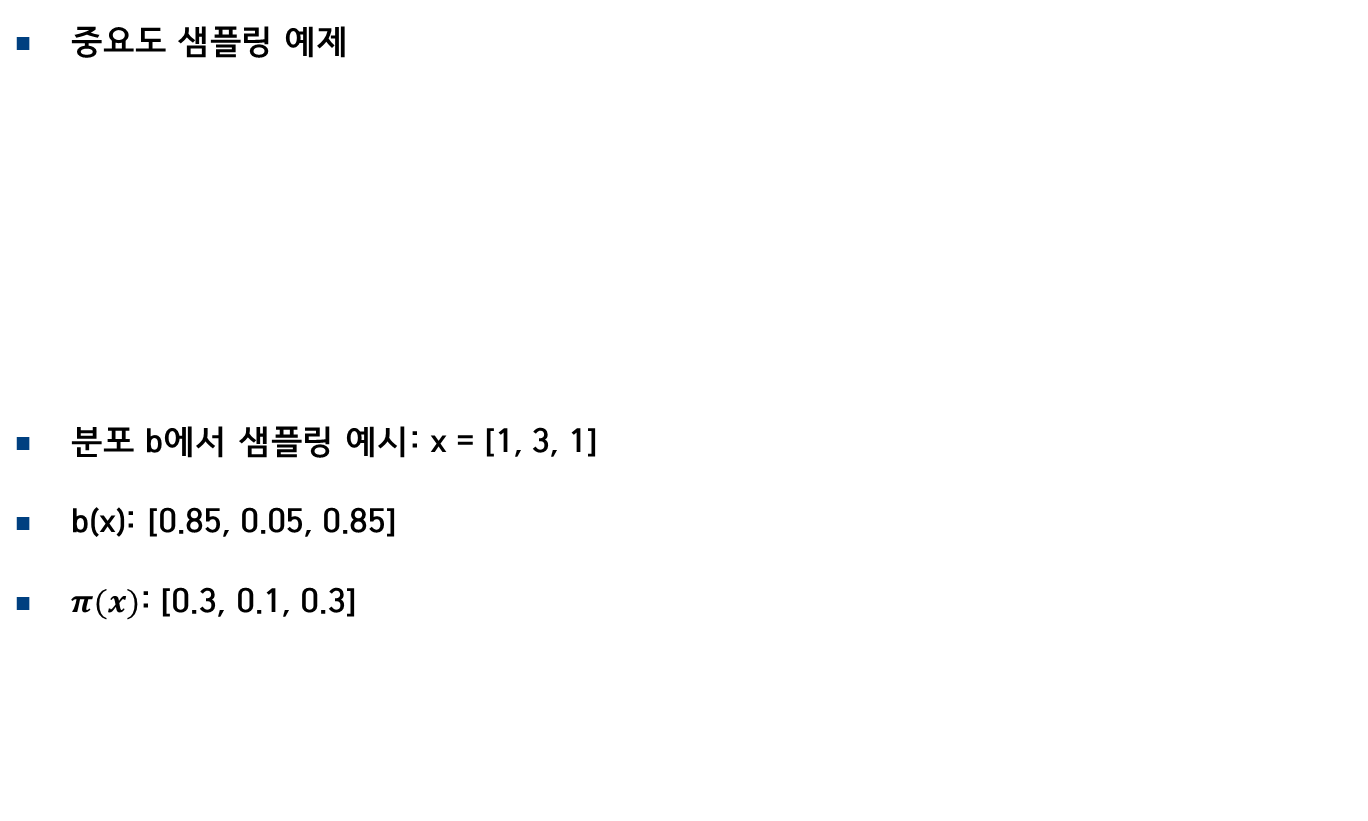 ▪ 중요도 샘플링 예제
▪ 분포 b에서 샘플링 예시: x = [1, 3, 1]
▪ b(x): [0.85, 0.05, 0.85]
▪ 𝝅(𝒙): [0.3, 0.1, 0.3]